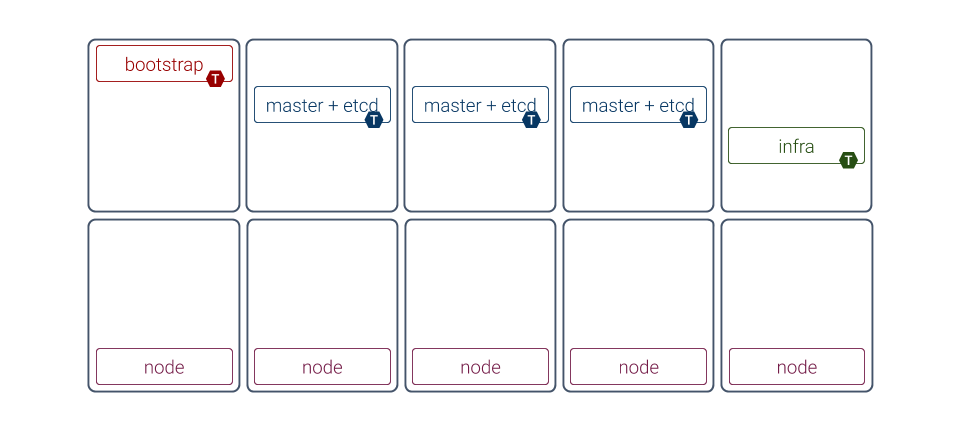 bootstrap
T
master + etcd
T
master + etcd
T
master + etcd
T
infra
T
node
node
node
node
node